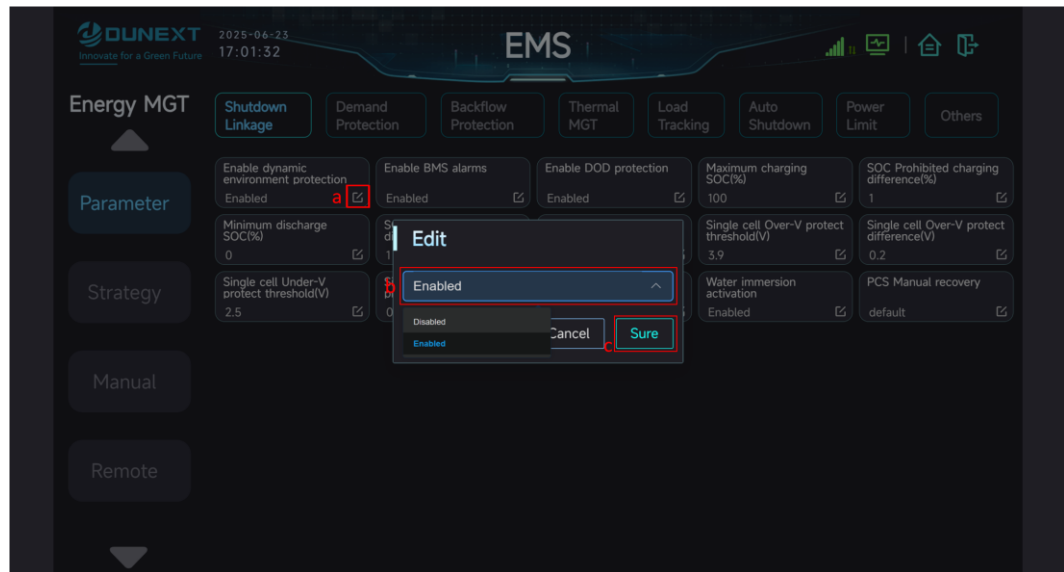 DUNEXT
Innovate for a Green Future
2025-06-23
17:01:32
EMS
Energy MGT
Shutdown
Linkage
Demand
Protection
Backflow
Protection
Thermal
MGT
Load
Tracking
Auto
Shutdown
Power
Limit
Others
Parameter
Strategy
Manual
Remote
Enable dynamic
environment protection
Enabled
a
Enable BMS alarms
Enabled
Enable DOD protection
Enabled
Maximum charging
SOC(%)
100
SOC Prohibited charging
difference(%)
1
Minimum discharge
SOC(%)
0
Single cell Over-V protect
threshold(V)
3.9
Single cell Over-V protect
difference(V)
0.2
Single cell Under-V
protect threshold(V)
2.5
Water immersion
activation
Enabled
PCS Manual recovery
default
Edit
b
Enabled
Disabled
Enabled
Cancel
c
Sure